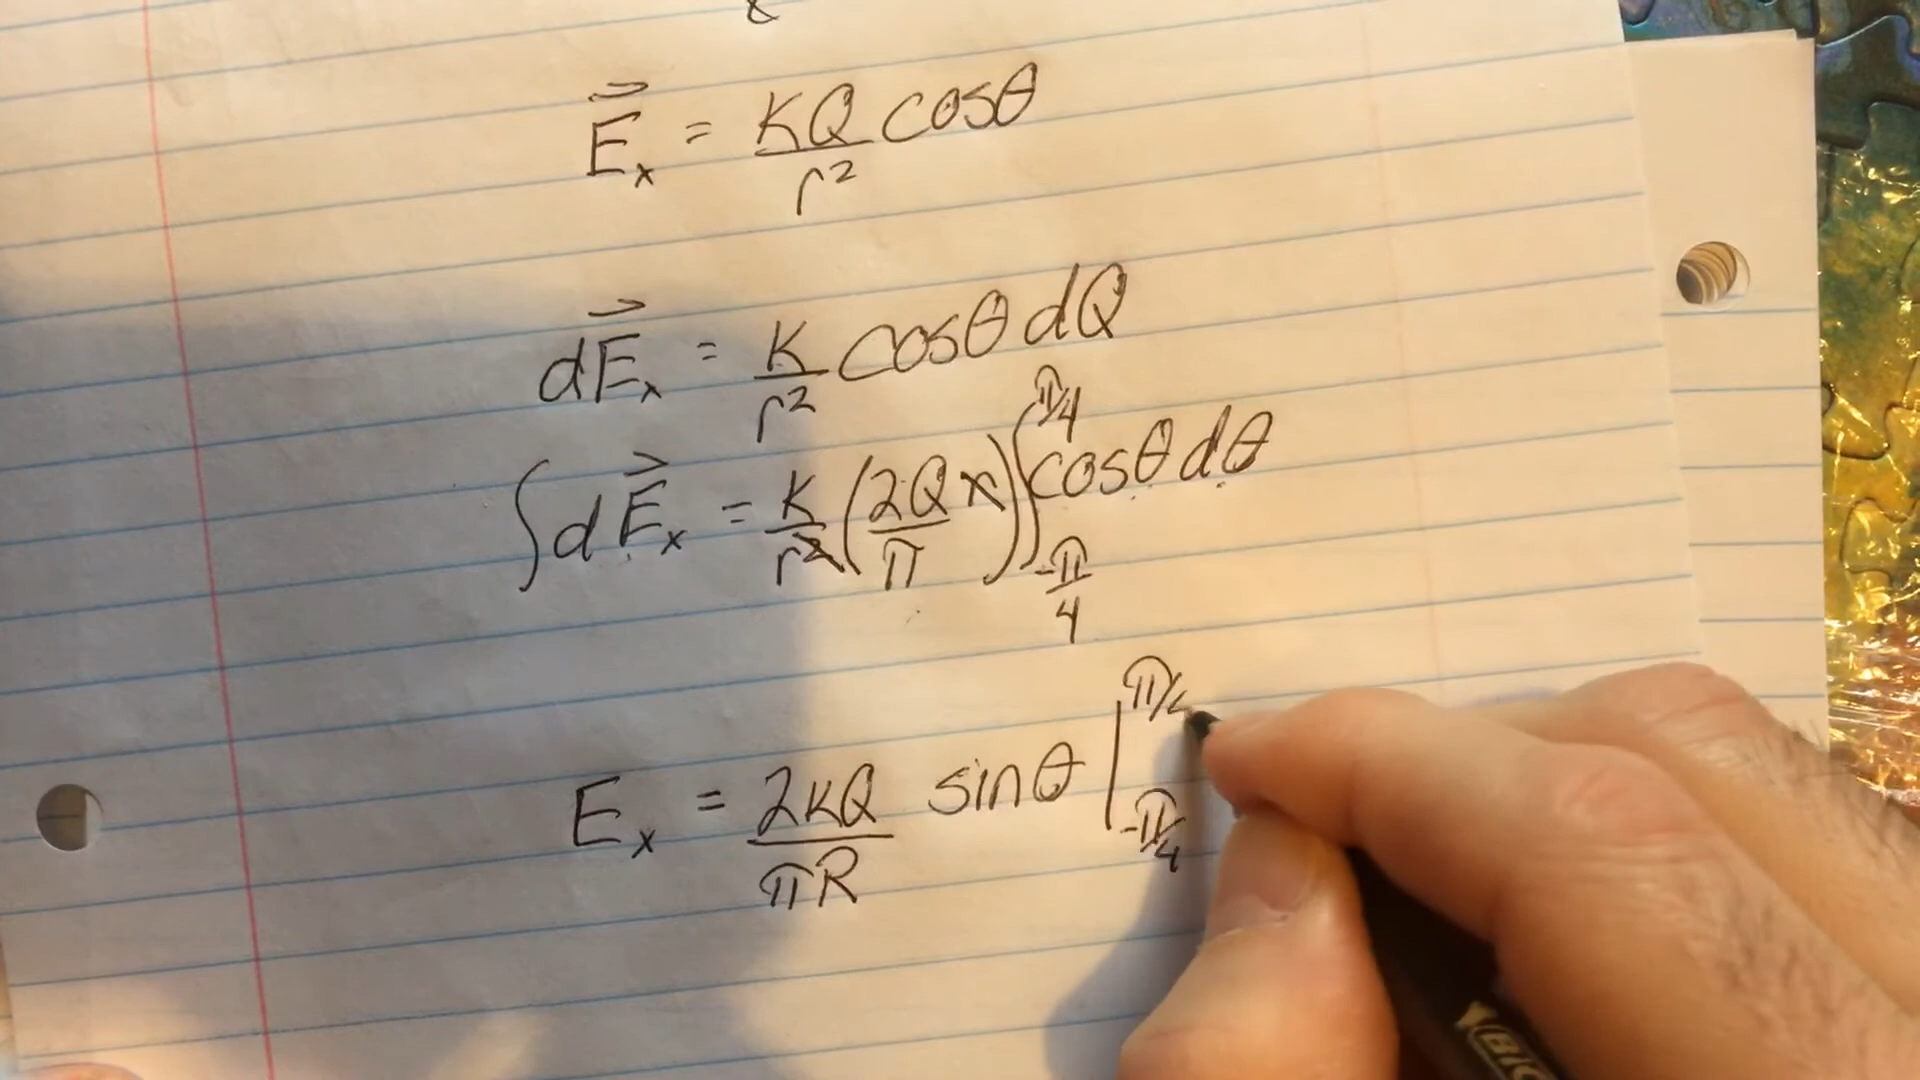 E⃗ₓ = KQ/r² cosθ
dE⃗ₓ = K/r² cosθ dQ
∫dE⃗ₓ = K/r² (2Q/π r) ∫_{-π/4}^{π/4} cosθ dθ
Eₓ = 2KQ/πR sinθ |_{-π/4}^{π/4}
BIC